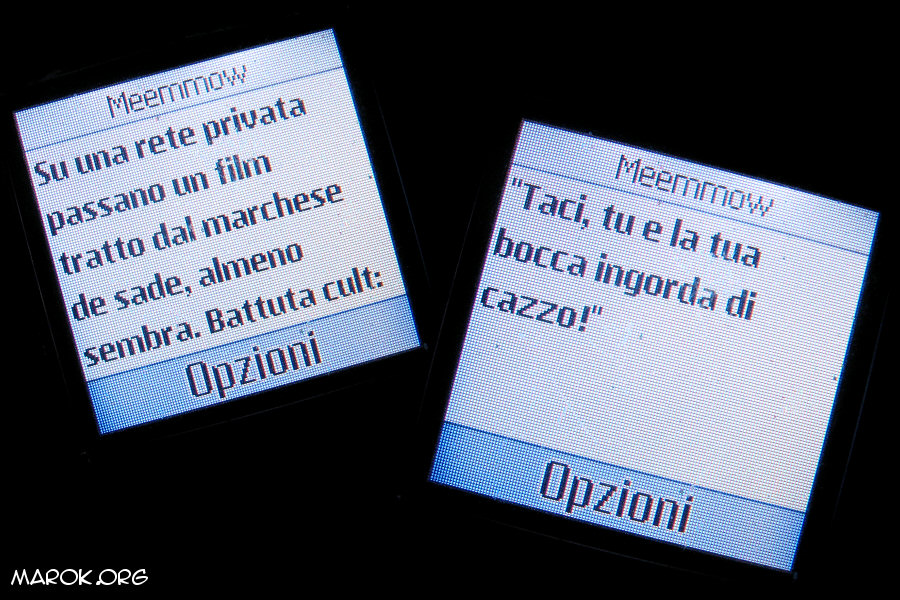 Meemmow
Su una rete privata
passano un film
tratto dal marchese
de sade, almeno
sembra. Battuta cult:
Opzioni
Meemmow
"Taci, tu e la tua
bocca ingorda di
cazzo!"
Opzioni
MAROK.ORG